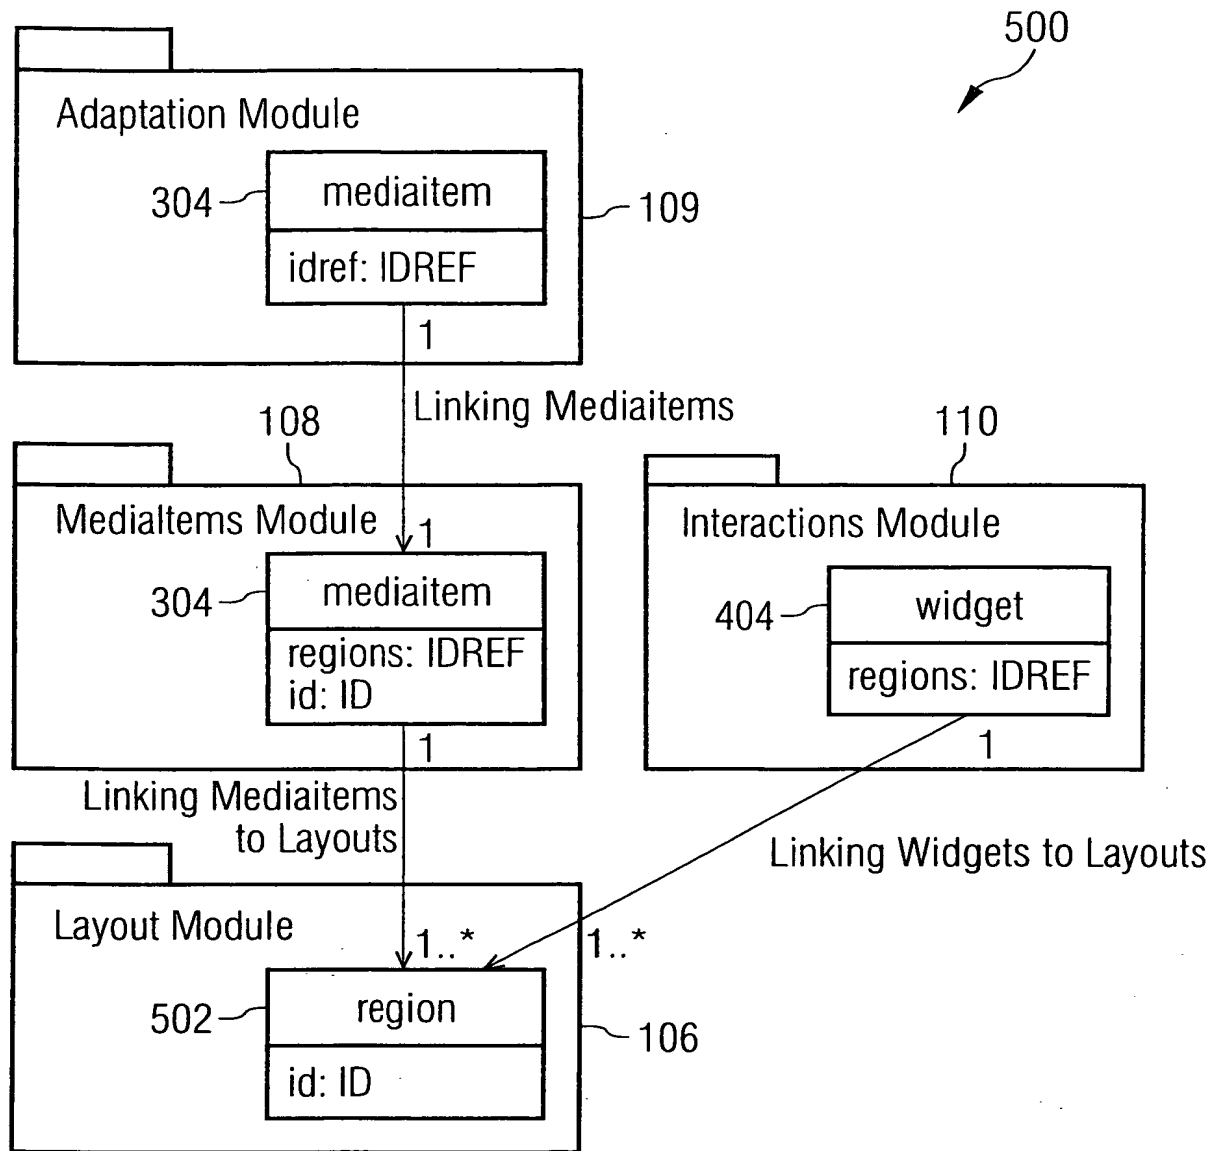 500
Adaptation Module
304
mediaitem
109
idref: IDREF
1
Linking Mediaitems
108
110
MediaItems Module
1
Interactions Module
304
mediaitem
404
widget
regions: IDREF
id: ID
regions: IDREF
1
1
Linking Mediaitems
to Layouts
Linking Widgets to Layouts
Layout Module
1..*
1..*
502
region
106
id: ID